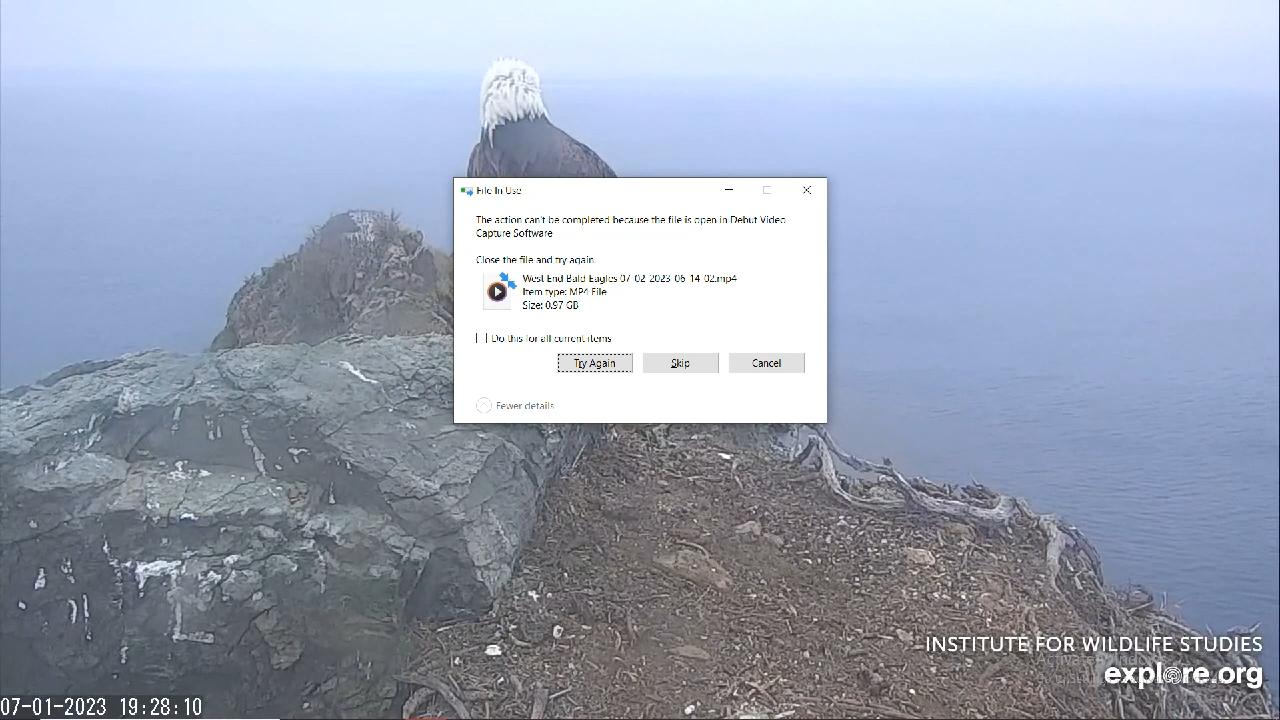 File In Use
The action can't be completed because the file is open in Debut Video
Capture Software
Close the file and try again.
West End Bald Eagles 07-02-2023-06-14-02.mp4
Item type: MP4 File
Size: 0.97 GB
Do this for all current items
Try Again
Skip
Cancel
Fewer details
INSTITUTE FOR WILDLIFE STUDIES
explore.org
07-01-2023 19:28:10